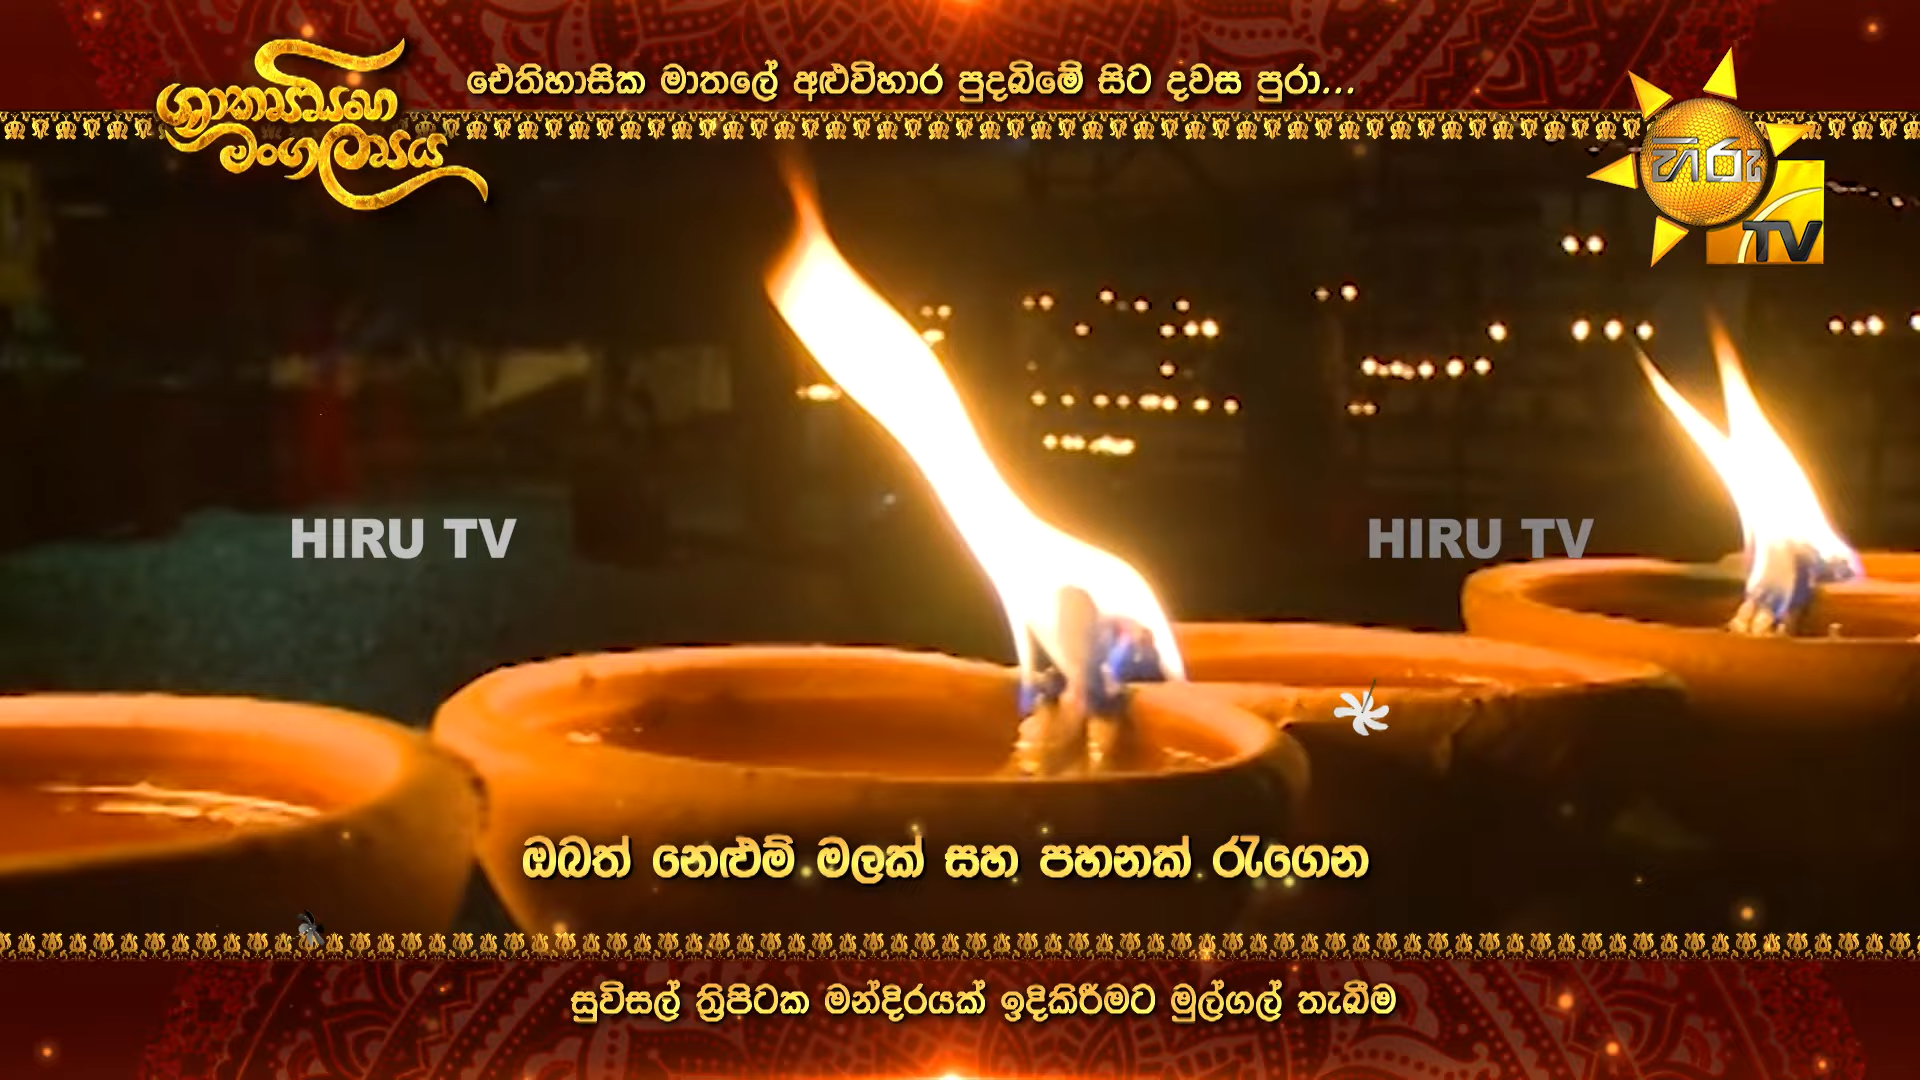 ඓතිහාසික මාතලේ අළුවිහාර පුදබිමේ සිට දවස පුරා...
ශ්‍රාක්‍යසිංහ
මංගල්‍යය
හිරු
TV
HIRU TV
HIRU TV
ඔබත් නෙළුම් මලක් සහ පහනක් රැගෙන
සුවිසල් ත්‍රිපිටක මන්දිරයක් ඉදිකිරීමට මුල්ගල් තැබීම